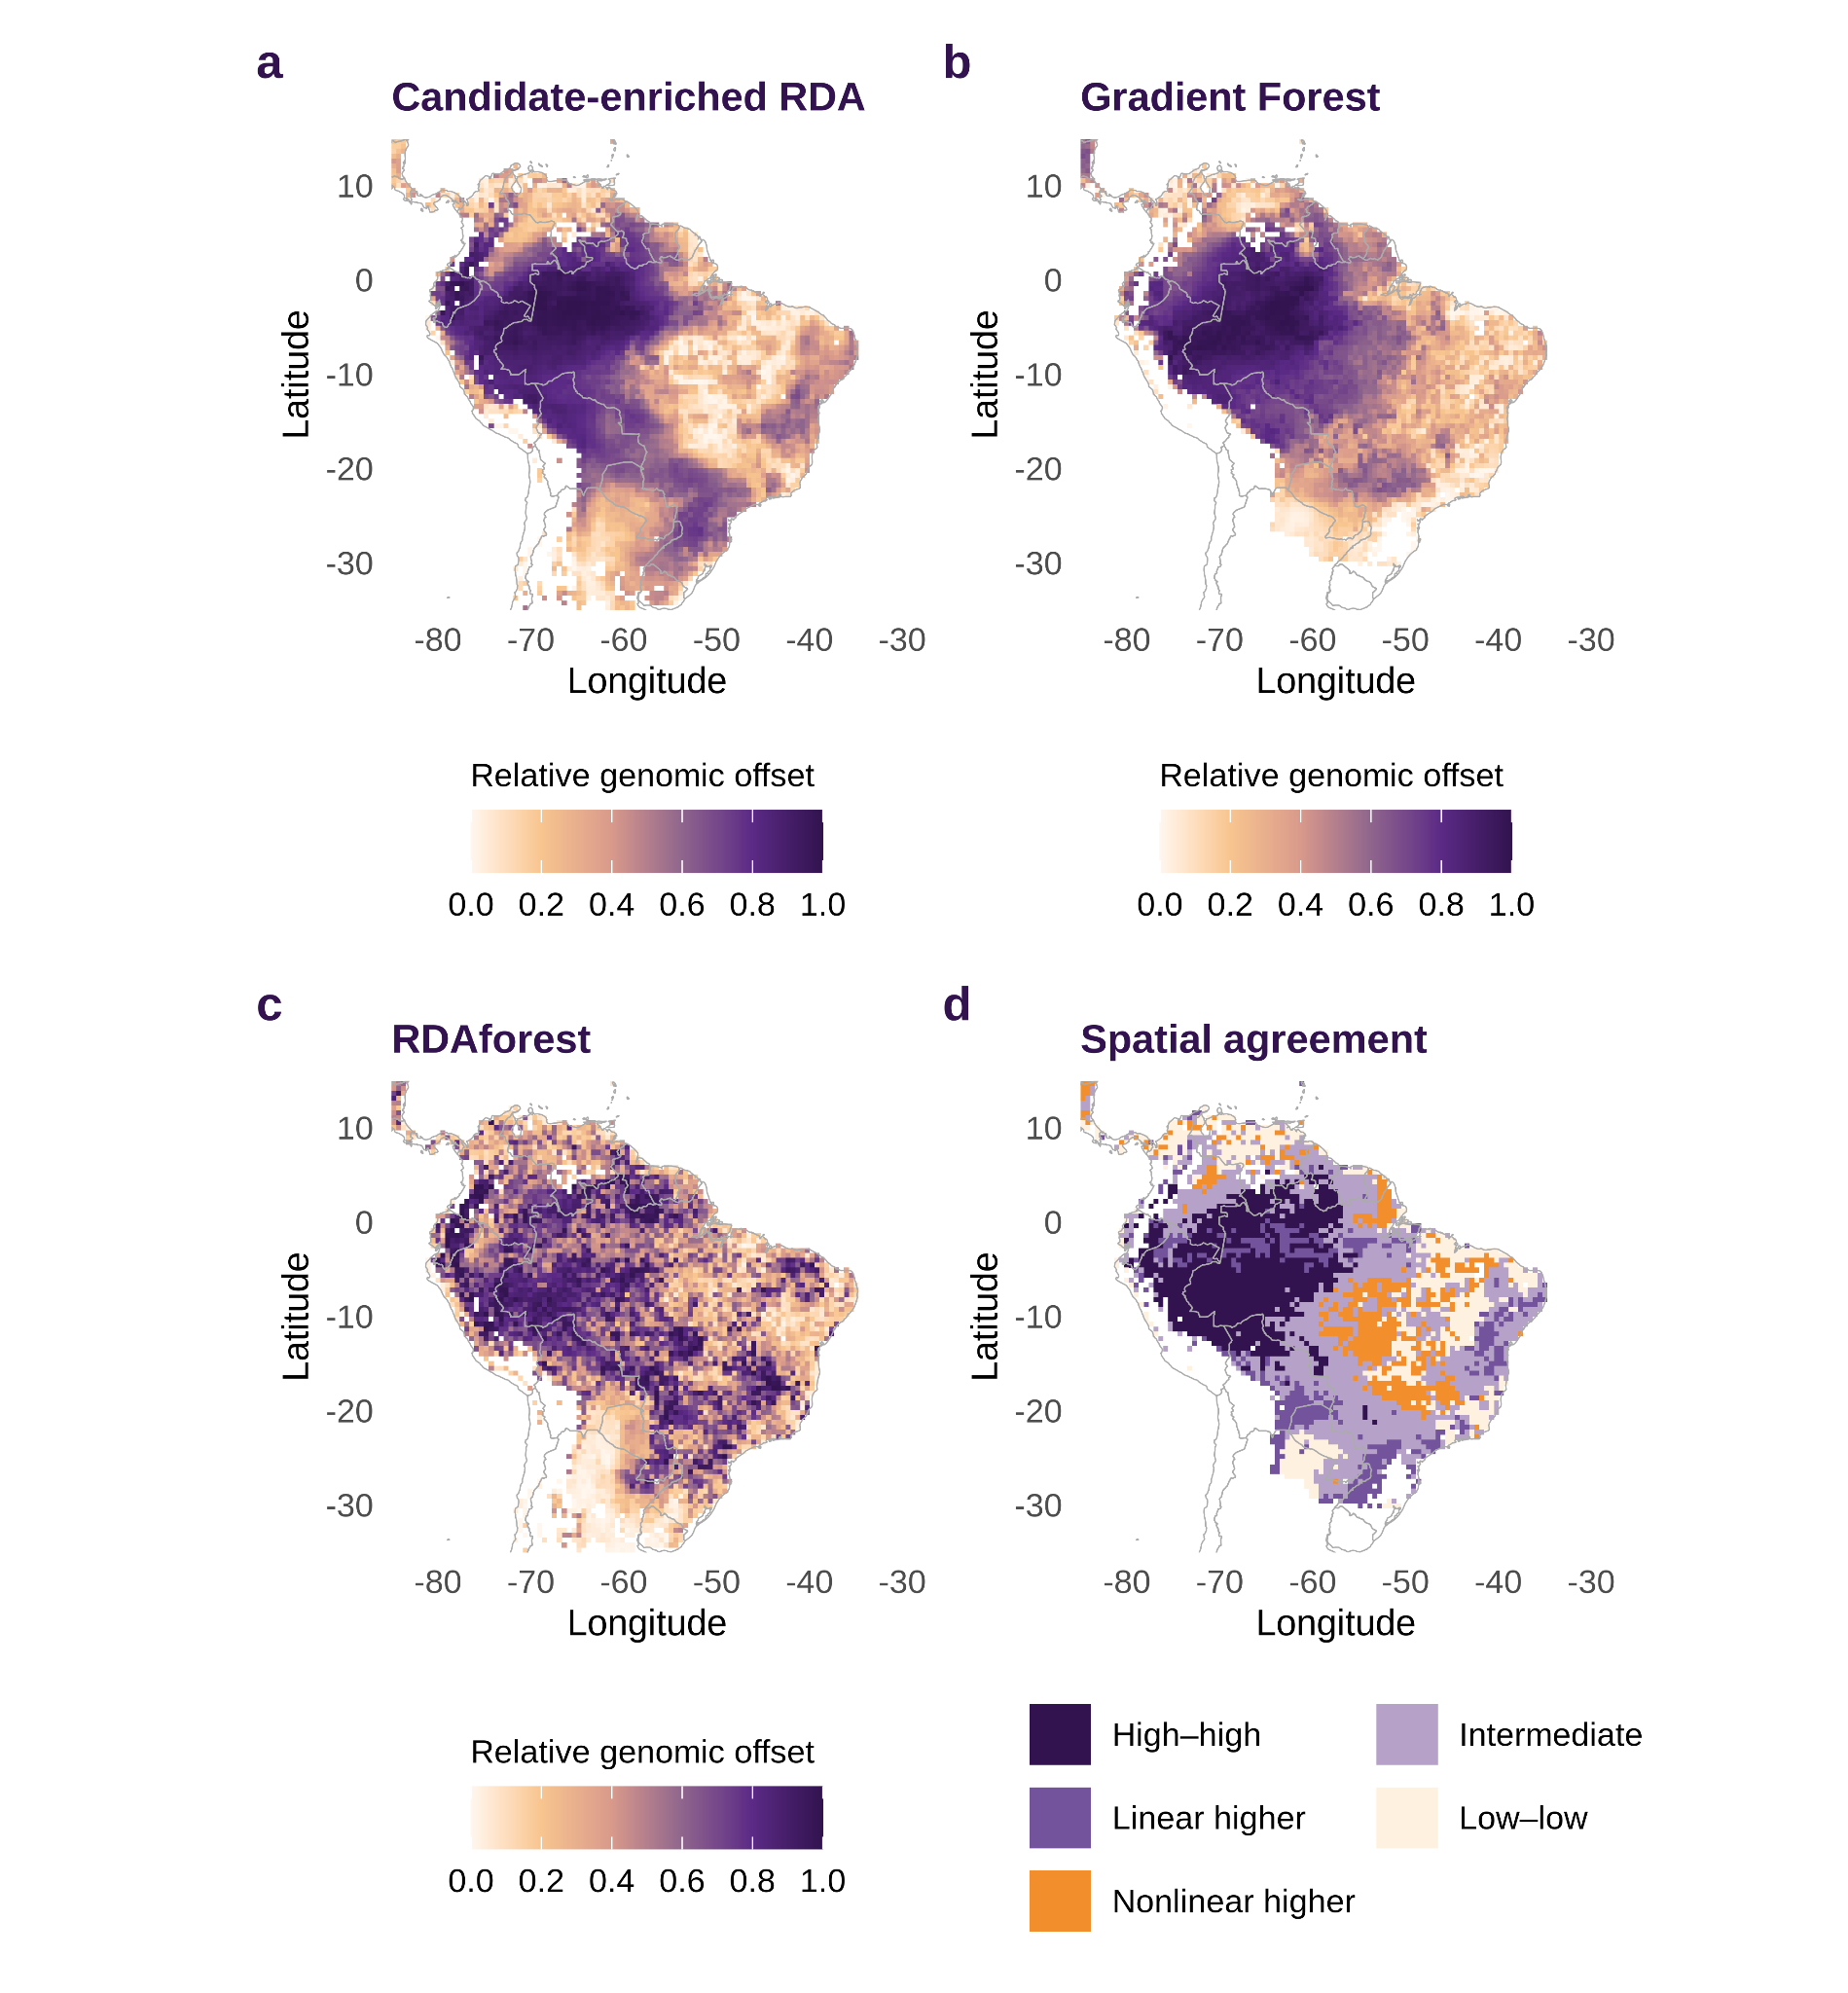 a
Candidate-enriched RDA
10
0
-10
-20
-30
Latitude
-80 -70 -60 -50 -40 -30
Longitude
Relative genomic offset
0.0 0.2 0.4 0.6 0.8 1.0
b
Gradient Forest
10
0
-10
-20
-30
Latitude
-80 -70 -60 -50 -40 -30
Longitude
Relative genomic offset
0.0 0.2 0.4 0.6 0.8 1.0
c
RDAforest
10
0
-10
-20
-30
Latitude
-80 -70 -60 -50 -40 -30
Longitude
Relative genomic offset
0.0 0.2 0.4 0.6 0.8 1.0
d
Spatial agreement
10
0
-10
-20
-30
Latitude
-80 -70 -60 -50 -40 -30
Longitude
High–high
Linear higher
Nonlinear higher
Intermediate
Low–low